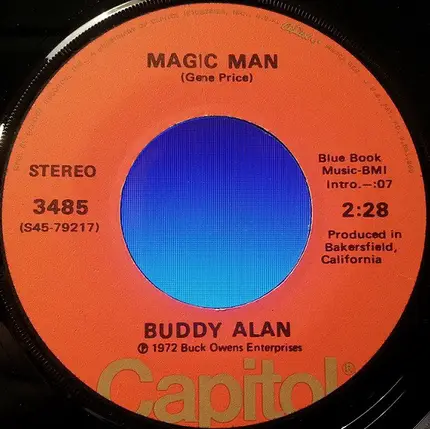 MAGIC MAN
(Gene Price)
STEREO
3485
(S45-79217)
Blue Book
Music-BMI
Intro.–:07
2:28
Produced in
Bakersfield,
California
BUDDY ALAN
℗ 1972 Buck Owens Enterprises
Capitol®